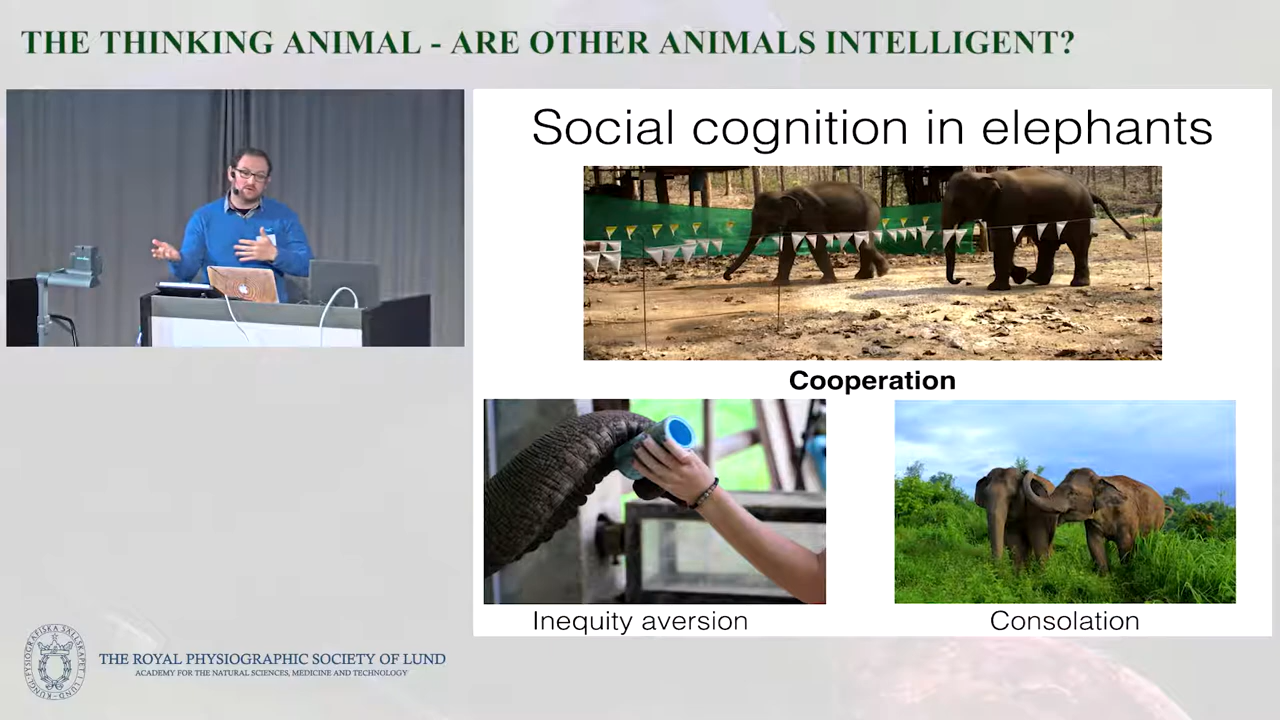 THE THINKING ANIMAL - ARE OTHER ANIMALS INTELLIGENT?
Social cognition in elephants
Cooperation
Inequity aversion
Consolation
THE ROYAL PHYSIOGRAPHIC SOCIETY OF LUND
ACADEMY FOR THE NATURAL SCIENCES, MEDICINE AND TECHNOLOGY